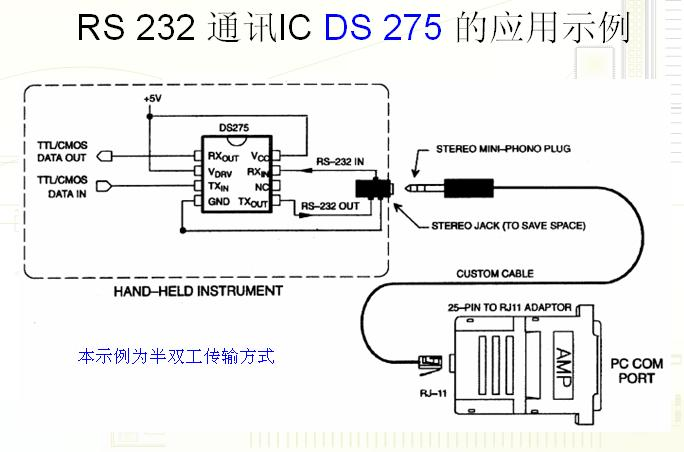 RS 232 通讯IC DS 275 的应用示例
+5V
DS275
TTL/CMOS
DATA OUT
RXOUT
VCC
RS-232 IN
VDRV
RXIN
TTL/CMOS
DATA IN
TXIN
NC
GND
TXOUT
RS-232 OUT
STEREO MINI-PHONO PLUG
STEREO JACK (TO SAVE SPACE)
HAND-HELD INSTRUMENT
CUSTOM CABLE
25-PIN TO RJ11 ADAPTOR
AMP
PC COM
PORT
RJ-11
本示例为半双工传输方式